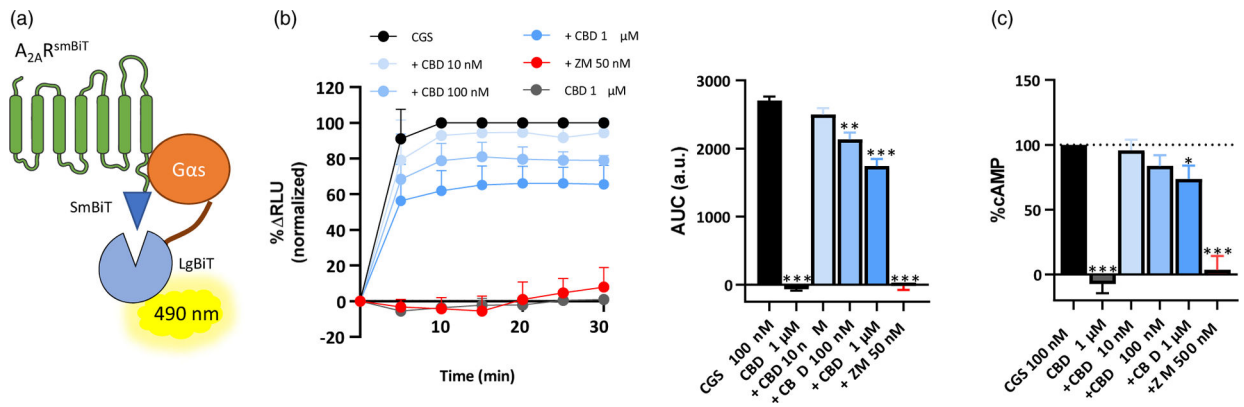 (a)
A2AR smBiT
Gαs
SmBiT
LgBiT
490 nm
(b)
CGS
+ CBD 10 nM
+ CBD 100 nM
+ CBD 1 μM
+ ZM 50 nM
CBD 1 μM
%ΔRLU
(normalized)
120
100
80
60
40
20
0
-20
10
20
30
Time (min)
AUC (a.u.)
3000
2000
1000
0
***
**
***
***
CGS 100 nM
CBD 1 μM
+ CBD 10 n M
+ CB D 100 nM
+ CBD 1 μM
+ ZM 50 nM
(c)
%cAMP
150
100
50
0
***
*
***
CGS 100 nM
CBD 1 μM
+CBD 10 nM
+CBD 100 nM
+CB D 1 μM
+Z M 500 nM